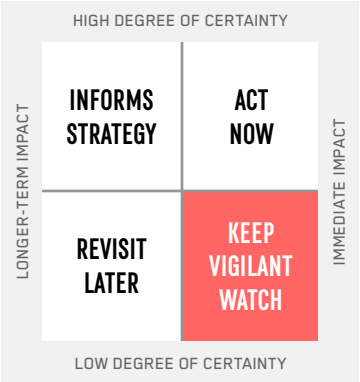 HIGH DEGREE OF CERTAINTY
LONGER-TERM IMPACT
INFORMS
STRATEGY
ACT
NOW
IMMEDIATE IMPACT
REVISIT
LATER
KEEP
VIGILANT
WATCH
LOW DEGREE OF CERTAINTY